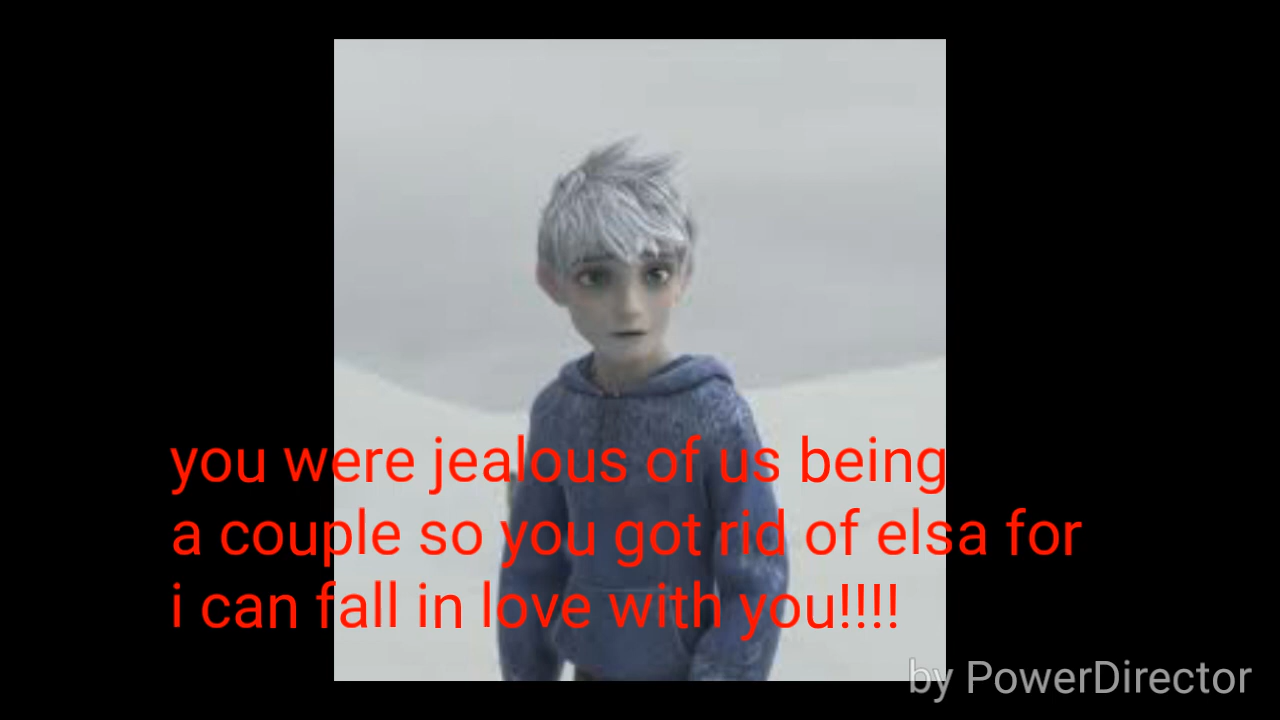 you were jealous of us being
a couple so you got rid of elsa for
i can fall in love with you!!!!
by PowerDirector